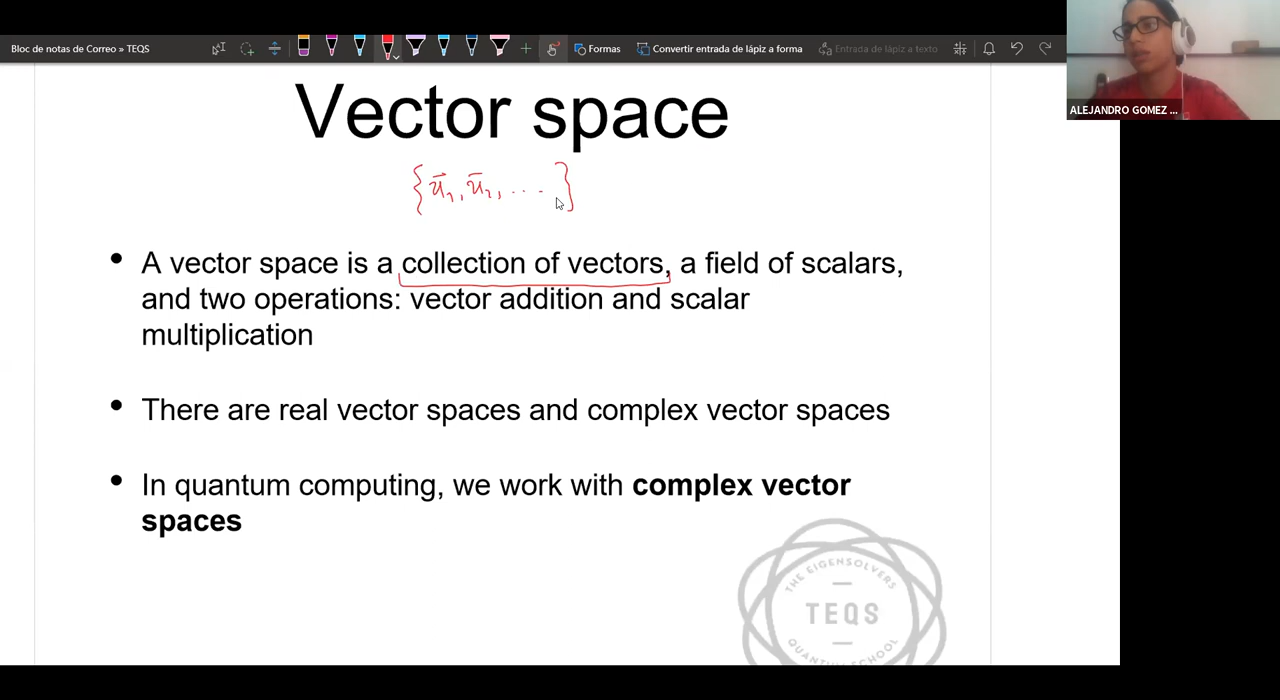 Bloc de notas de Correo » TEQS
Formas
Convertir entrada de lápiz a forma
Entrada de lápiz a texto
ALEJANDRO GOMEZ ...
Vector space
{u⃗₁, u⃗₂, ...}
• A vector space is a collection of vectors, a field of scalars,
and two operations: vector addition and scalar
multiplication
• There are real vector spaces and complex vector spaces
• In quantum computing, we work with complex vector
spaces
THE EIGENSOLVERS
TEQS
QUANTUM SCHOOL